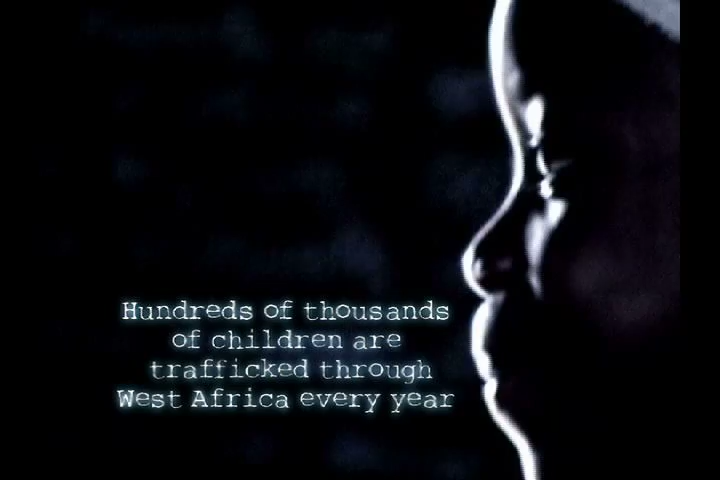 Hundreds of thousands
of children are
trafficked through
West Africa every year